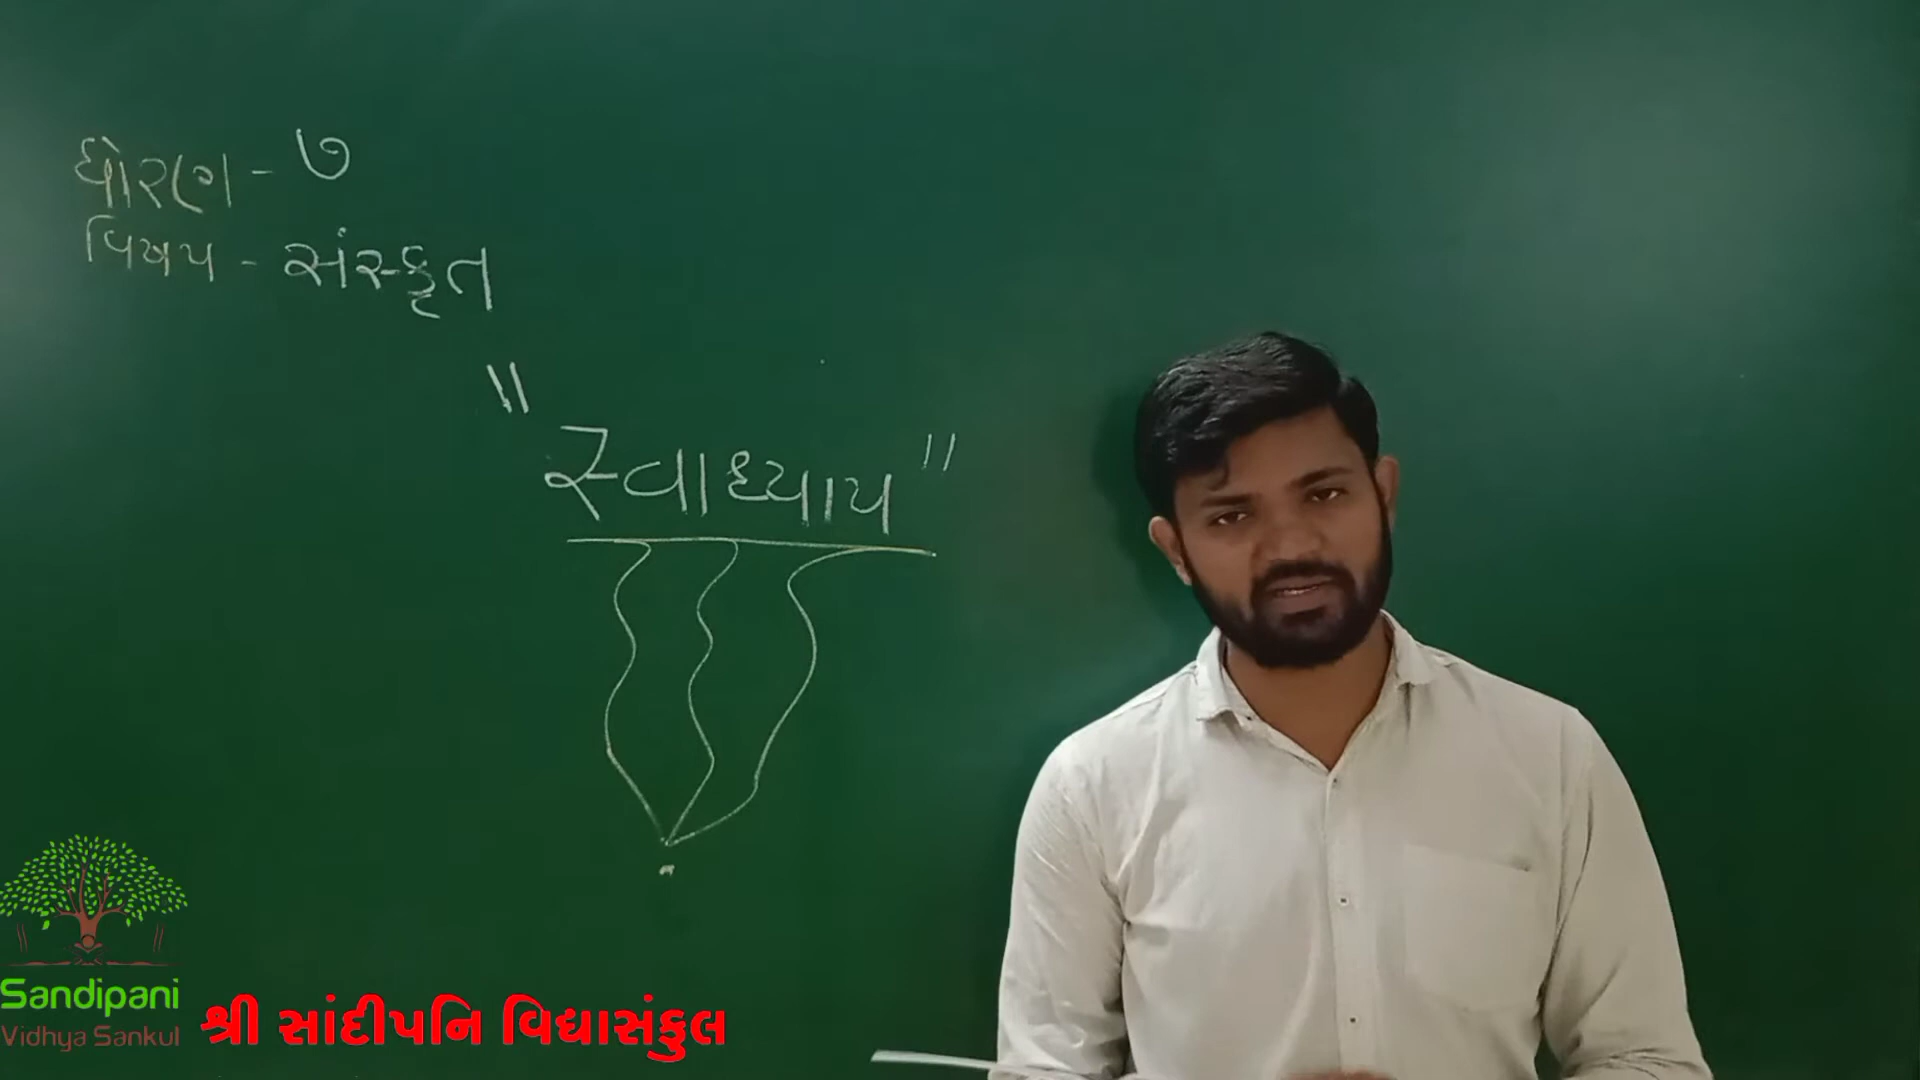 ધોરણ - ૭
વિષય - સંસ્કૃત
"સ્વાધ્યાય"
Sandipani
Vidhya Sankul
શ્રી સાંદીપનિ વિદ્યાસંકુલ